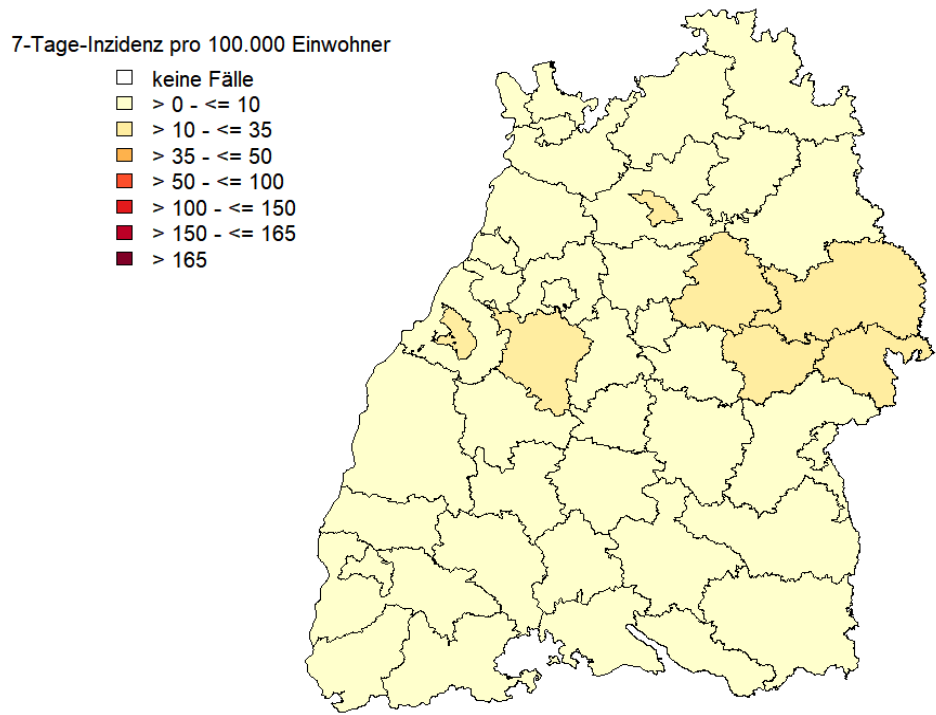 7-Tage-Inzidenz pro 100.000 Einwohner
keine Fälle
> 0 - <= 10
> 10 - <= 35
> 35 - <= 50
> 50 - <= 100
> 100 - <= 150
> 150 - <= 165
> 165